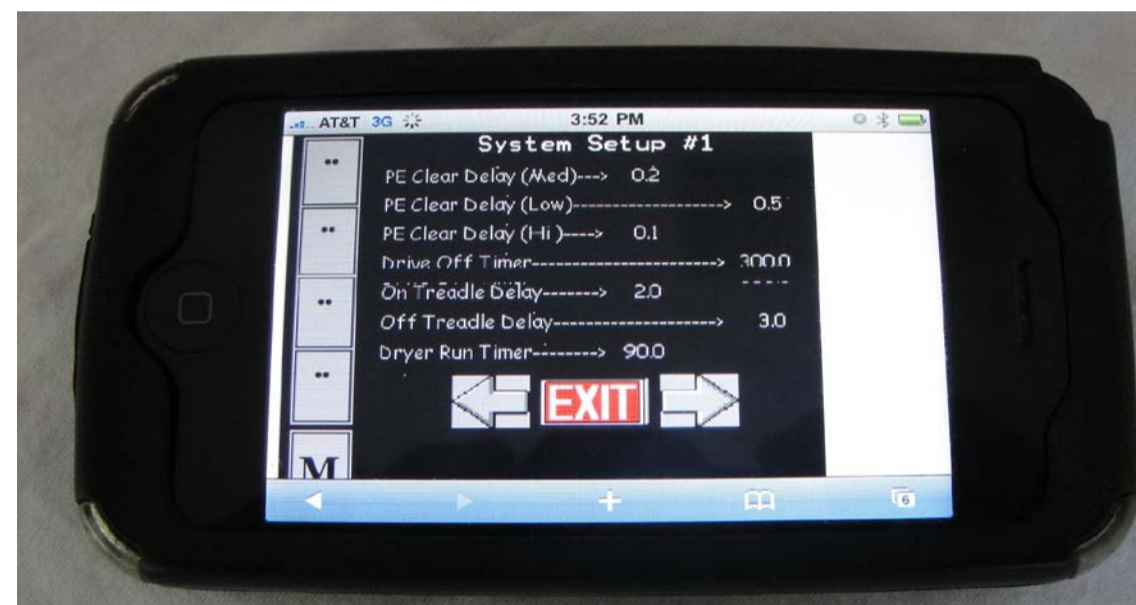 AT&T 3G 3:52 PM
System Setup #1
PE Clear Delay (Med)---> 0.2
PE Clear Delay (Low)-------------------> 0.5
PE Clear Delay (Hi )----> 0.1
Drive Off Timer------------------------> 300.0
On Treadle Delay-------> 2.0
Off Treadle Delay---------------------> 3.0
Dryer Run Timer--------> 90.0
EXIT
M
6